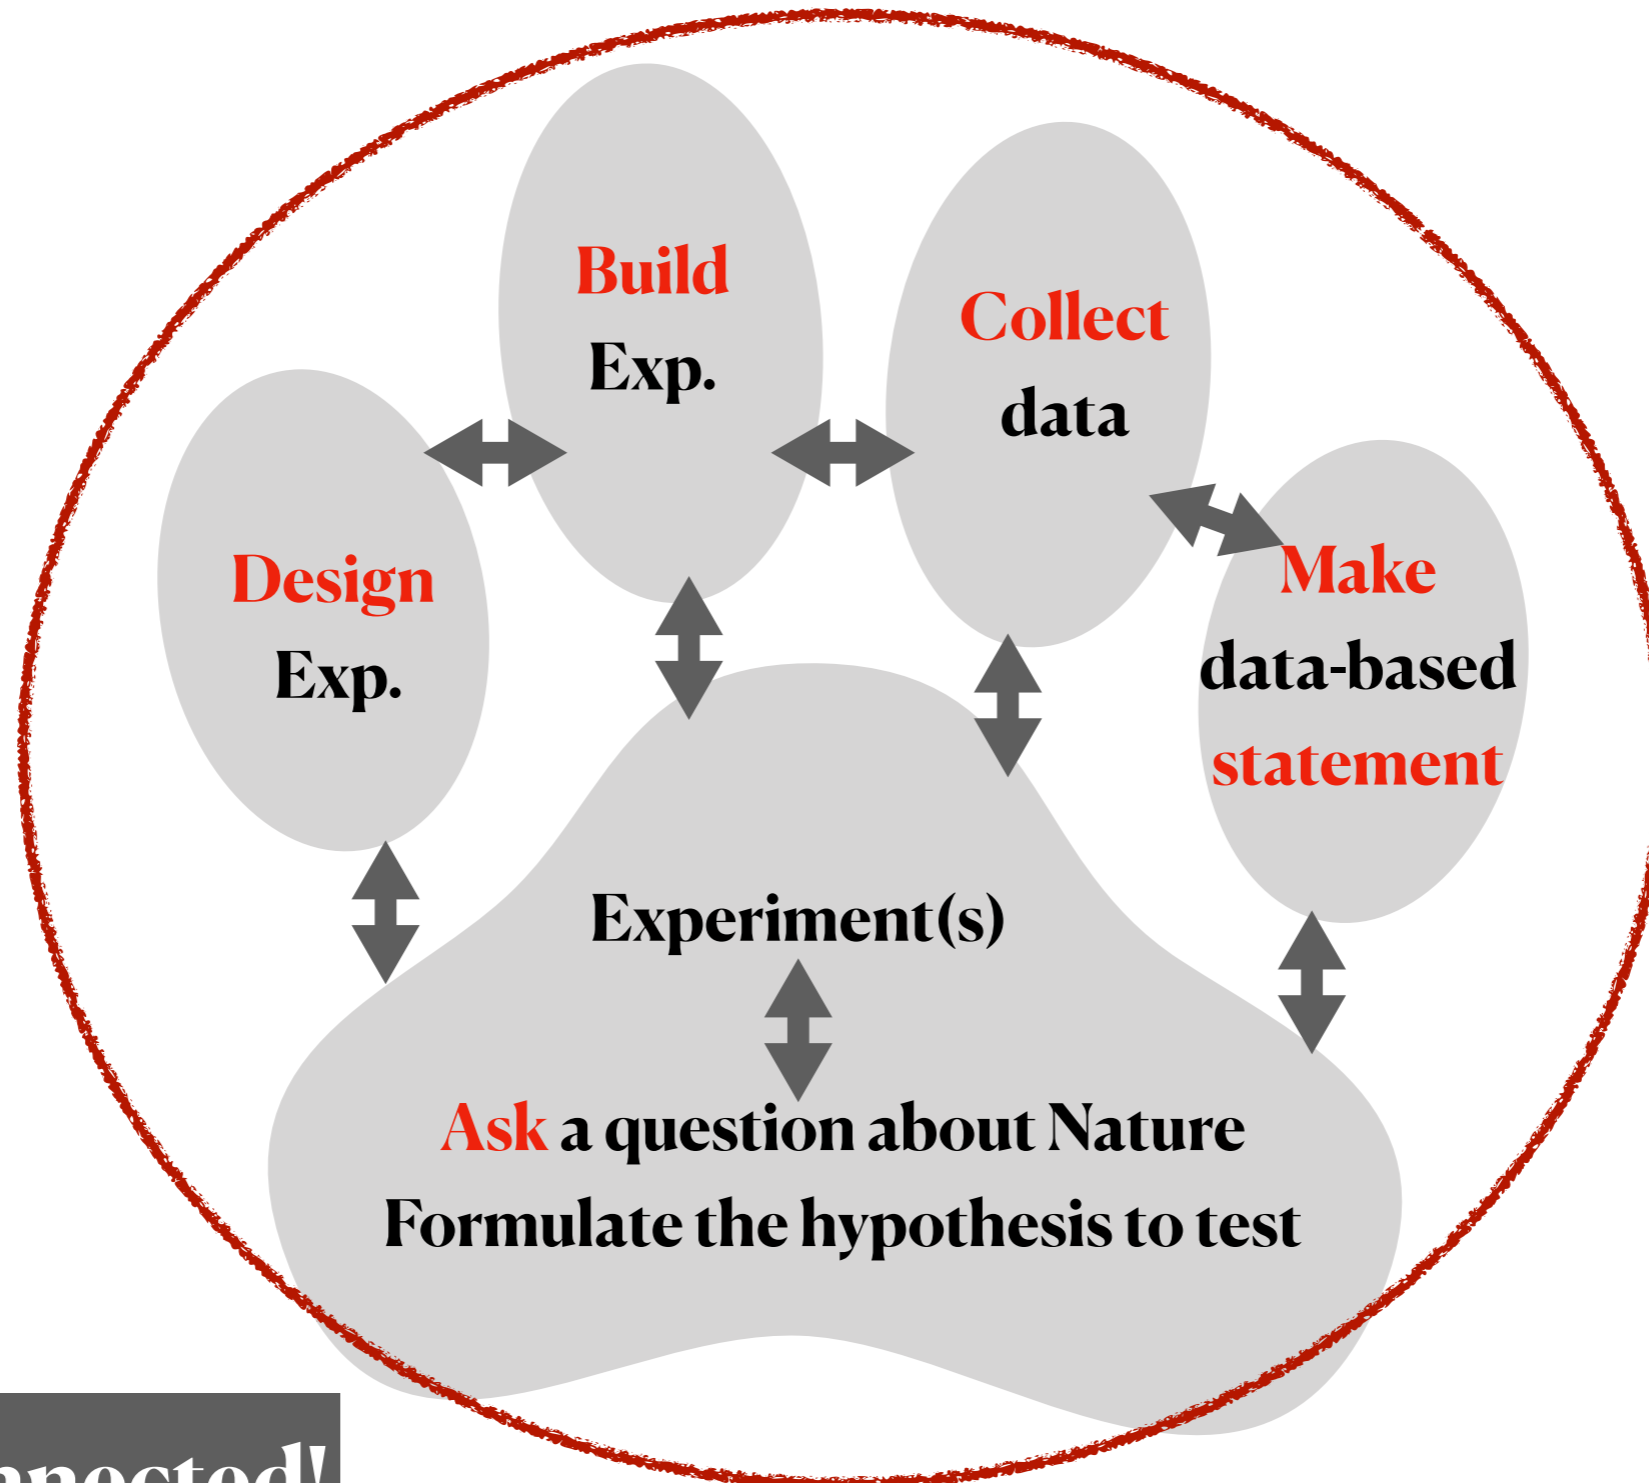 Build
Exp.
Collect
data
Design
Exp.
Make
data-based
statement
Experiment(s)
Ask a question about Nature
Formulate the hypothesis to test